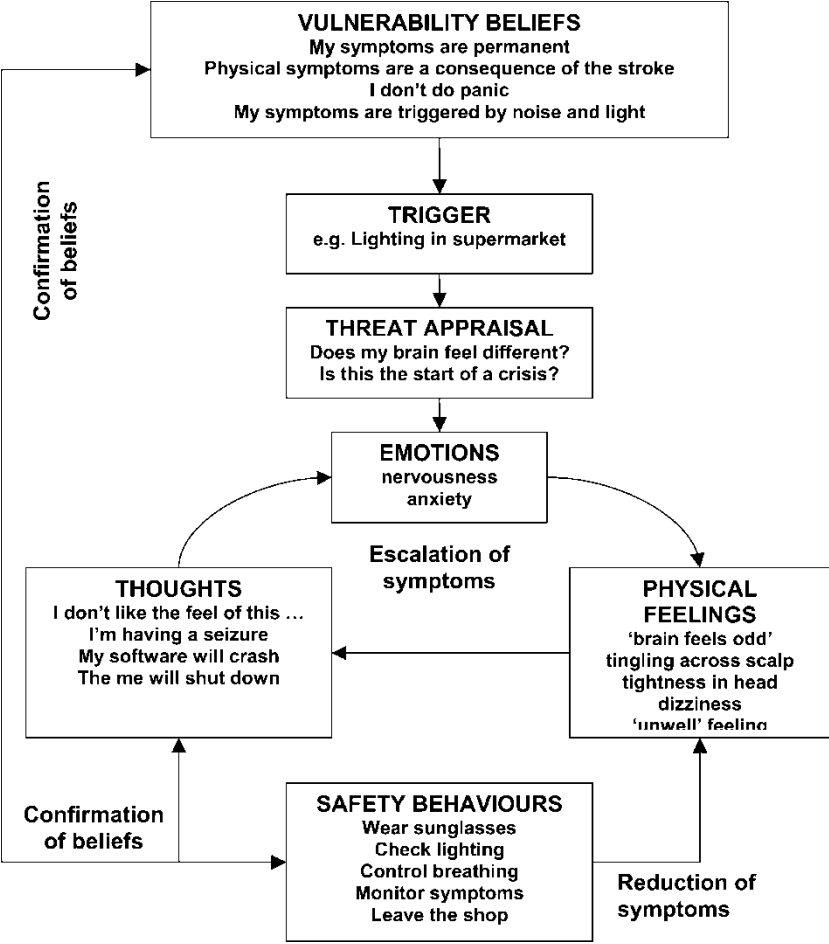 VULNERABILITY BELIEFS
My symptoms are permanent
Physical symptoms are a consequence of the stroke
I don't do panic
My symptoms are triggered by noise and light
Confirmation
of beliefs
TRIGGER
e.g. Lighting in supermarket
THREAT APPRAISAL
Does my brain feel different?
Is this the start of a crisis?
EMOTIONS
nervousness
anxiety
Escalation of
symptoms
THOUGHTS
I don't like the feel of this ...
I'm having a seizure
My software will crash
The me will shut down
PHYSICAL
FEELINGS
'brain feels odd'
tingling across scalp
tightness in head
dizziness
'unwell' feeling
Confirmation
of beliefs
SAFETY BEHAVIOURS
Wear sunglasses
Check lighting
Control breathing
Monitor symptoms
Leave the shop
Reduction of
symptoms